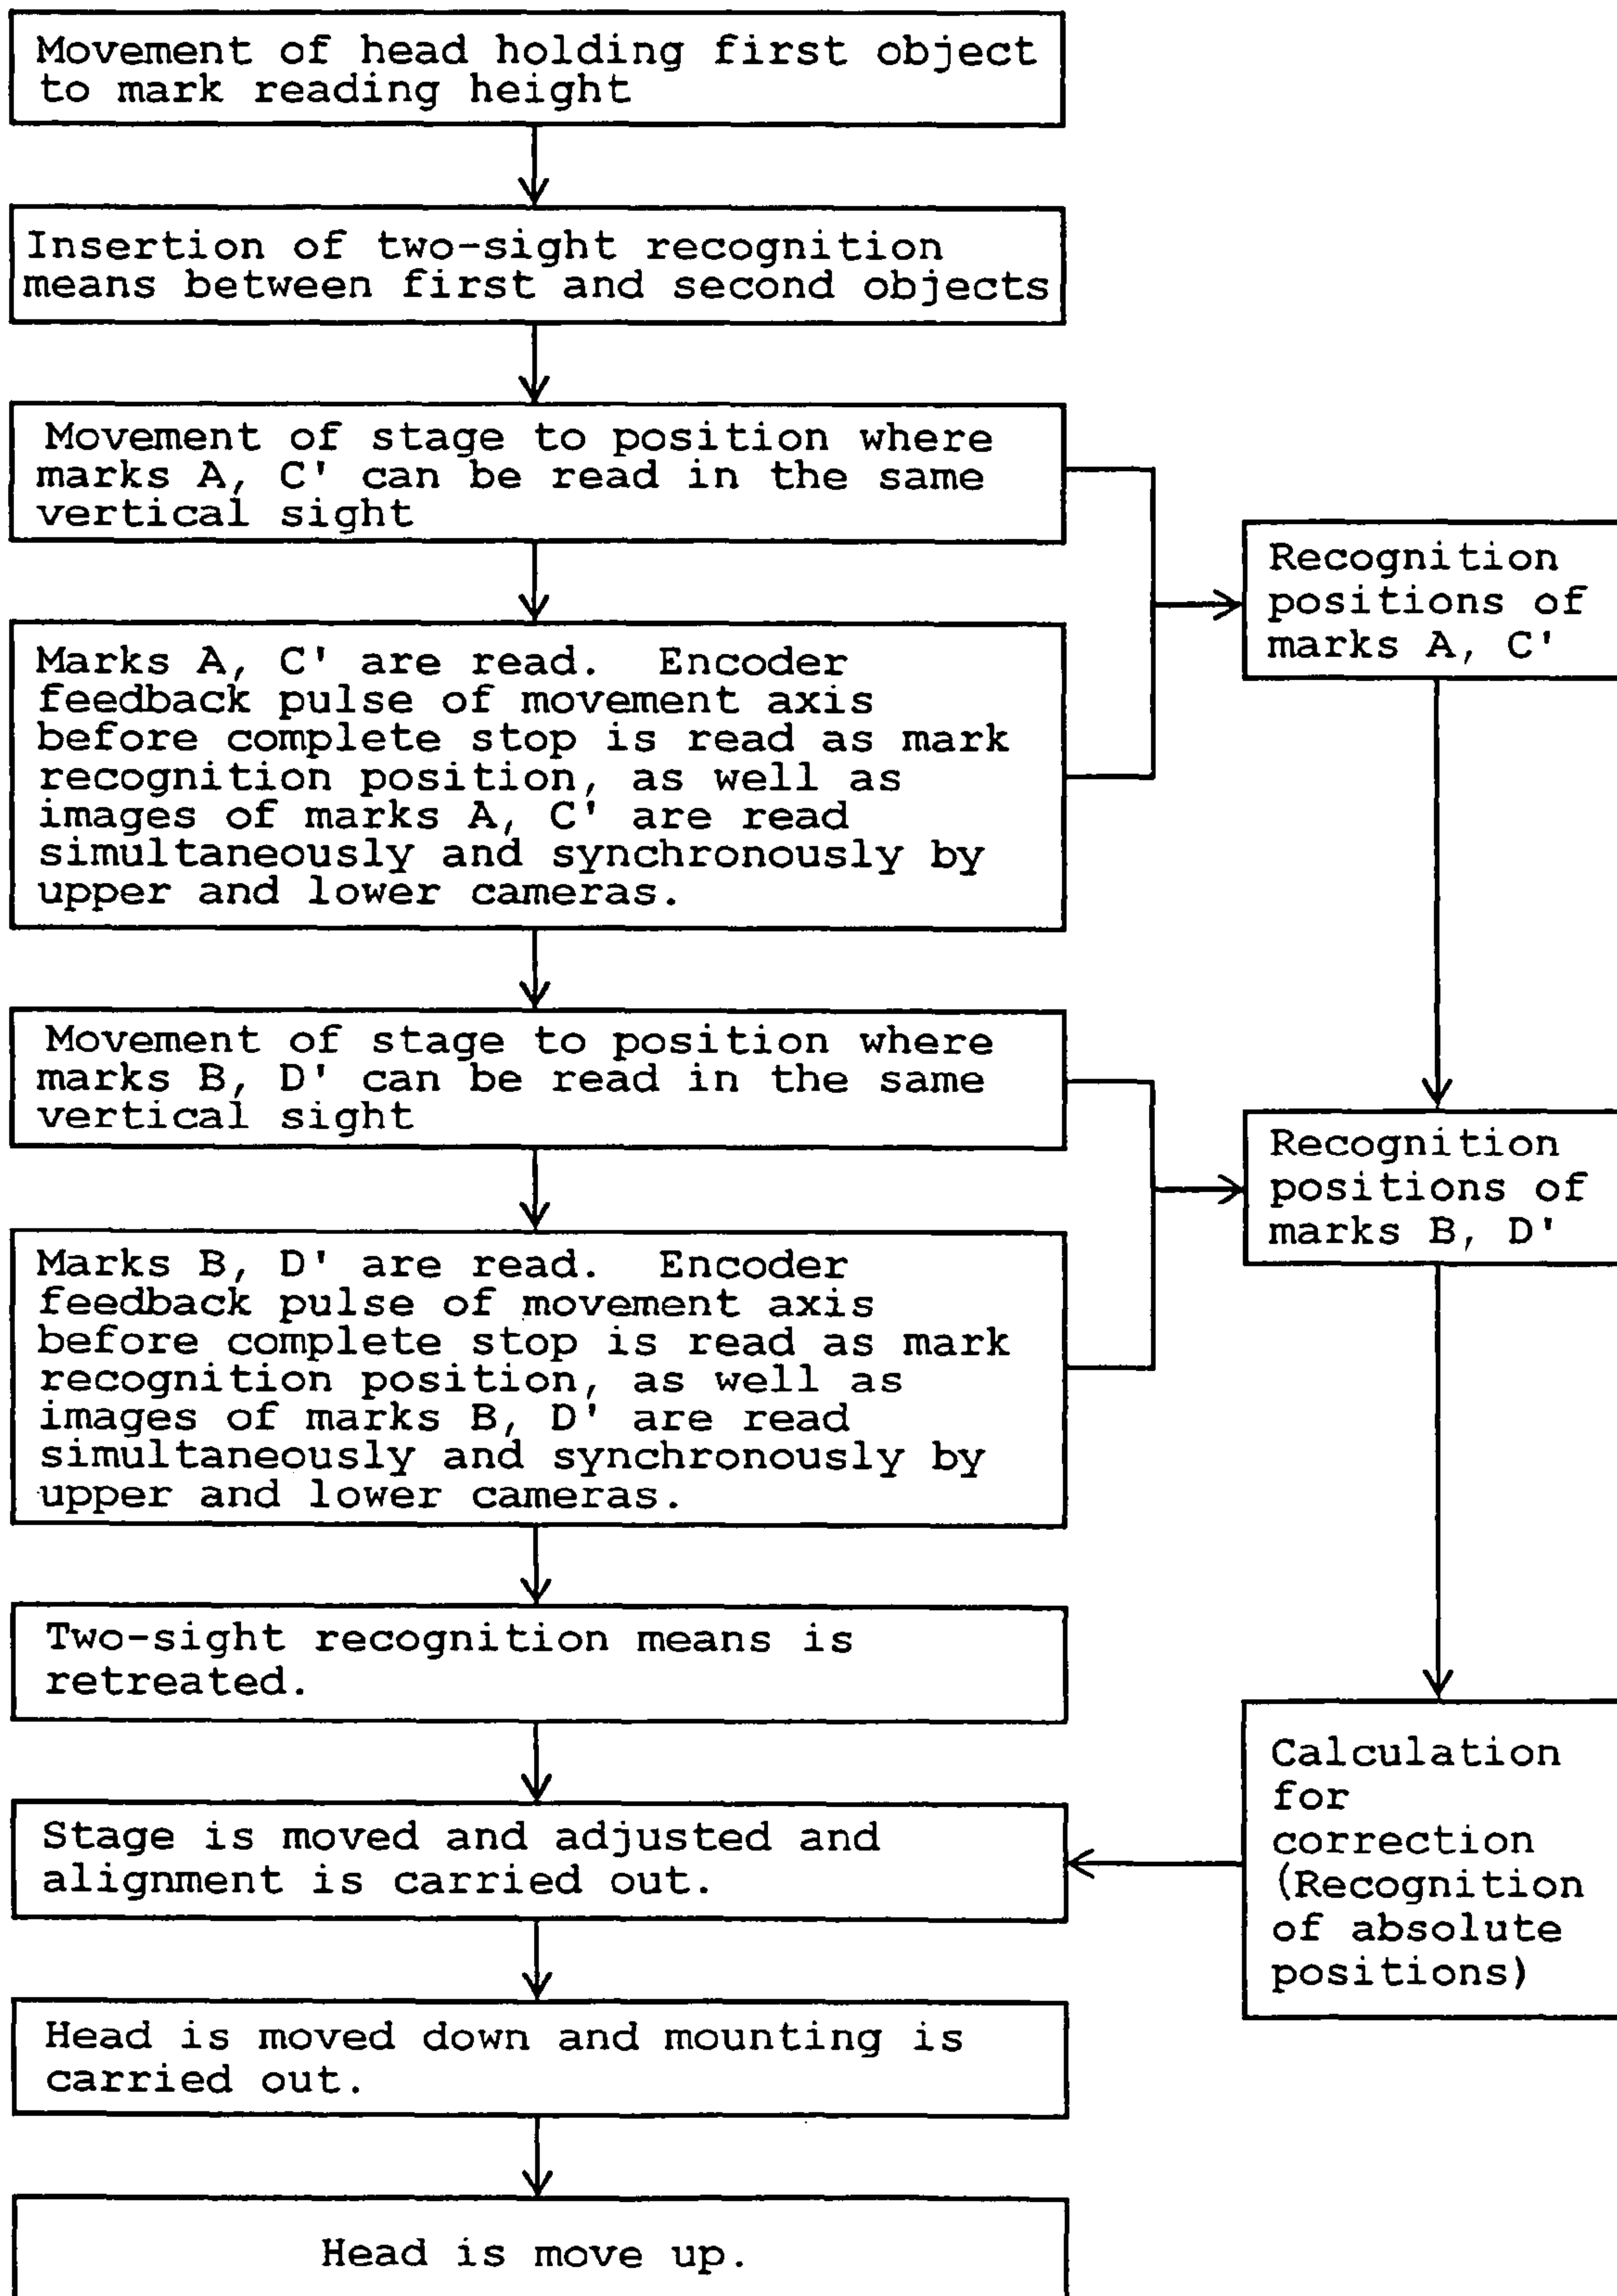 Movement of head holding first object
to mark reading height
Insertion of two-sight recognition
means between first and second objects
Movement of stage to position where
marks A, C' can be read in the same
vertical sight
Recognition
positions of
marks A, C'
Marks A, C' are read.  Encoder
feedback pulse of movement axis
before complete stop is read as mark
recognition position, as well as
images of marks A, C' are read
simultaneously and synchronously by
upper and lower cameras.
Movement of stage to position where
marks B, D' can be read in the same
vertical sight
Recognition
positions of
marks B, D'
Marks B, D' are read.  Encoder
feedback pulse of movement axis
before complete stop is read as mark
recognition position, as well as
images of marks B, D' are read
simultaneously and synchronously by
upper and lower cameras.
Two-sight recognition means is
retreated.
Calculation
for
correction
(Recognition
of absolute
positions)
Stage is moved and adjusted and
alignment is carried out.
Head is moved down and mounting is
carried out.
Head is move up.